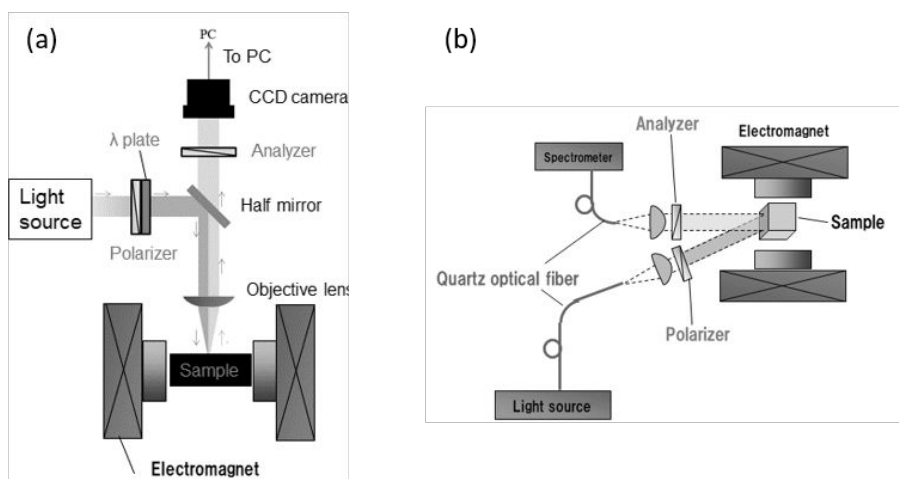 (a)
PC
To PC
CCD camera
λ plate
Analyzer
Light
source
Half mirror
Polarizer
Objective lens
Sample
Electromagnet
(b)
Analyzer
Electromagnet
Spectrometer
Sample
Quartz optical fiber
Polarizer
Light source